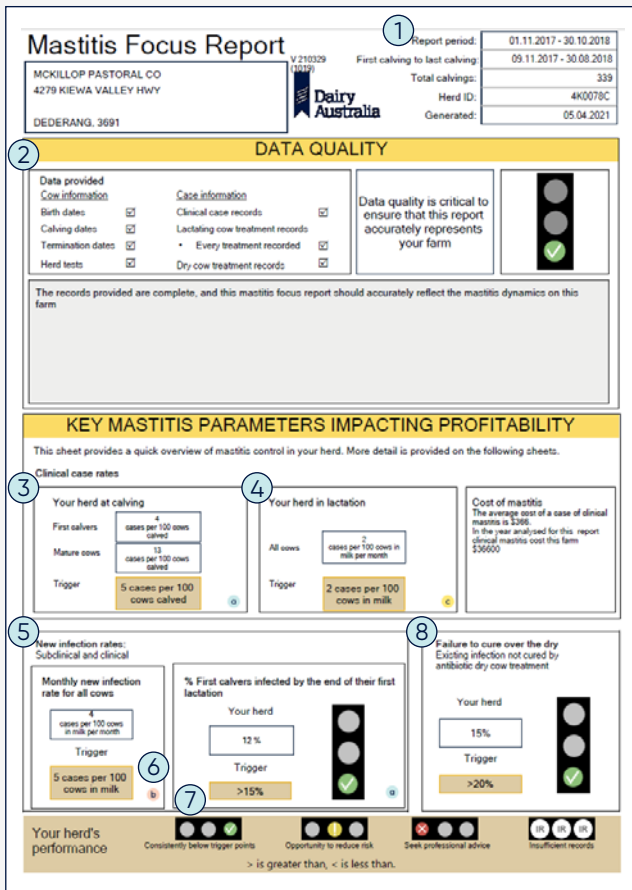 1
Mastitis Focus Report
V 210329
(1019)
MCKILLOP PASTORAL CO
4279 KIEWA VALLEY HWY
DEDERANG, 3691
Dairy
Australia
Report period: 01.11.2017 - 30.10.2018
First calving to last calving: 09.11.2017 - 30.08.2018
Total calvings: 339
Herd ID: 4K0078C
Generated: 05.04.2021
2
DATA QUALITY
Data provided
Cow information
Birth dates
Calving dates
Termination dates
Herd tests
Case information
Clinical case records
Lactating cow treatment records
• Every treatment recorded
Dry cow treatment records
Data quality is critical to
ensure that this report
accurately represents
your farm
The records provided are complete, and this mastitis focus report should accurately reflect the mastitis dynamics on this
farm
KEY MASTITIS PARAMETERS IMPACTING PROFITABILITY
This sheet provides a quick overview of mastitis control in your herd. More detail is provided on the following sheets.
Clinical case rates
3
Your herd at calving
First calvers
4
cases per 100 cows
calved
Mature cows
13
cases per 100 cows
calved
Trigger
5 cases per 100
cows calved
a
4
Your herd in lactation
All cows
2
cases per 100 cows in
milk per month
Trigger
2 cases per 100
cows in milk
c
Cost of mastitis
The average cost of a case of clinical
mastitis is $366.
In the year analysed for this report
clinical mastitis cost this farm
$36600
5
New infection rates:
Subclinical and clinical
Monthly new infection
rate for all cows
4
cases per 100 cows
in milk per month
Trigger
5 cases per 100
cows in milk
6
b
% First calvers infected by the end of their first
lactation
Your herd
12 %
Trigger
>15%
a
7
8
Failure to cure over the dry
Existing infection not cured by
antibiotic dry cow treatment
Your herd
15%
Trigger
>20%
Your herd's
performance
Consistently below trigger points
Opportunity to reduce risk
Seek professional advice
IR IR IR
Insufficient records
> is greater than, < is less than.